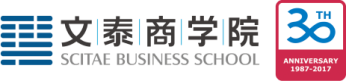 文泰商学院
SCITAE BUSINESS SCHOOL
30TH
ANNIVERSARY
1987-2017